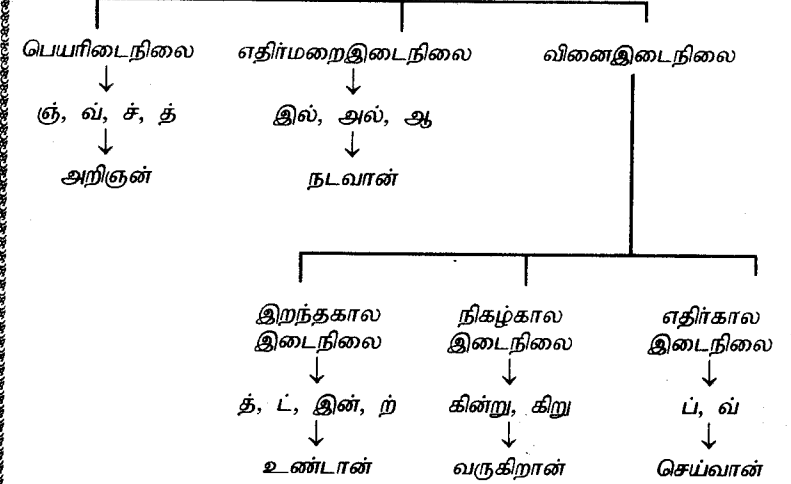 பெயரிடைநிலை எதிர்மறைஇடைநிலை வினைஇடைநிலை
ஞ், வ், ச், த் இல், அல், ஆ
அறிஞன் நடவான்
இறந்தகால நிகழ்கால எதிர்கால
இடைநிலை இடைநிலை இடைநிலை
த், ட், இன், ற் கின்று, கிறு ப், வ்
உண்டான் வருகிறான் செய்வான்